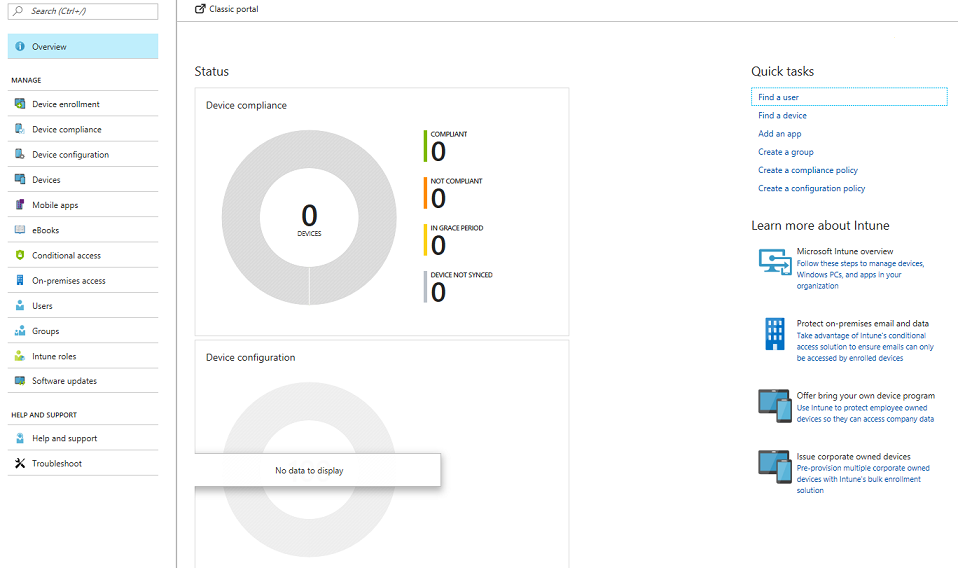 Search (Ctrl+/)
Overview
MANAGE
Device enrollment
Device compliance
Device configuration
Devices
Mobile apps
eBooks
Conditional access
On-premises access
Users
Groups
Intune roles
Software updates
HELP AND SUPPORT
Help and support
Troubleshoot
Classic portal
Status
Device compliance
0
DEVICES
COMPLIANT
0
NOT COMPLIANT
0
IN GRACE PERIOD
0
DEVICE NOT SYNCED
0
Device configuration
No data to display
Quick tasks
Find a user
Find a device
Add an app
Create a group
Create a compliance policy
Create a configuration policy
Learn more about Intune
Microsoft Intune overview
Follow these steps to manage devices,
Windows PCs, and apps in your
organization
Protect on-premises email and data
Take advantage of Intune's conditional
access solution to ensure emails can only
be accessed by enrolled devices
Offer bring your own device program
Use Intune to protect employee owned
devices so they can access company data
Issue corporate owned devices
Pre-provision multiple corporate owned
devices with Intune's bulk enrollment
solution